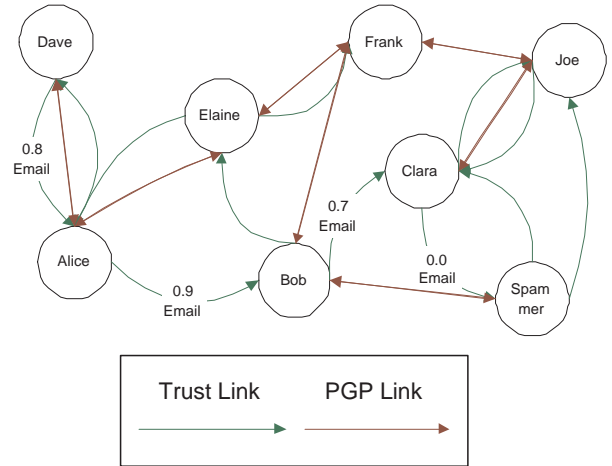 Dave
Frank
Joe
Elaine
0.8
Email
Clara
0.7
Email
Alice
0.9
Email
Bob
0.0
Email
Spam
mer
Trust Link
PGP Link